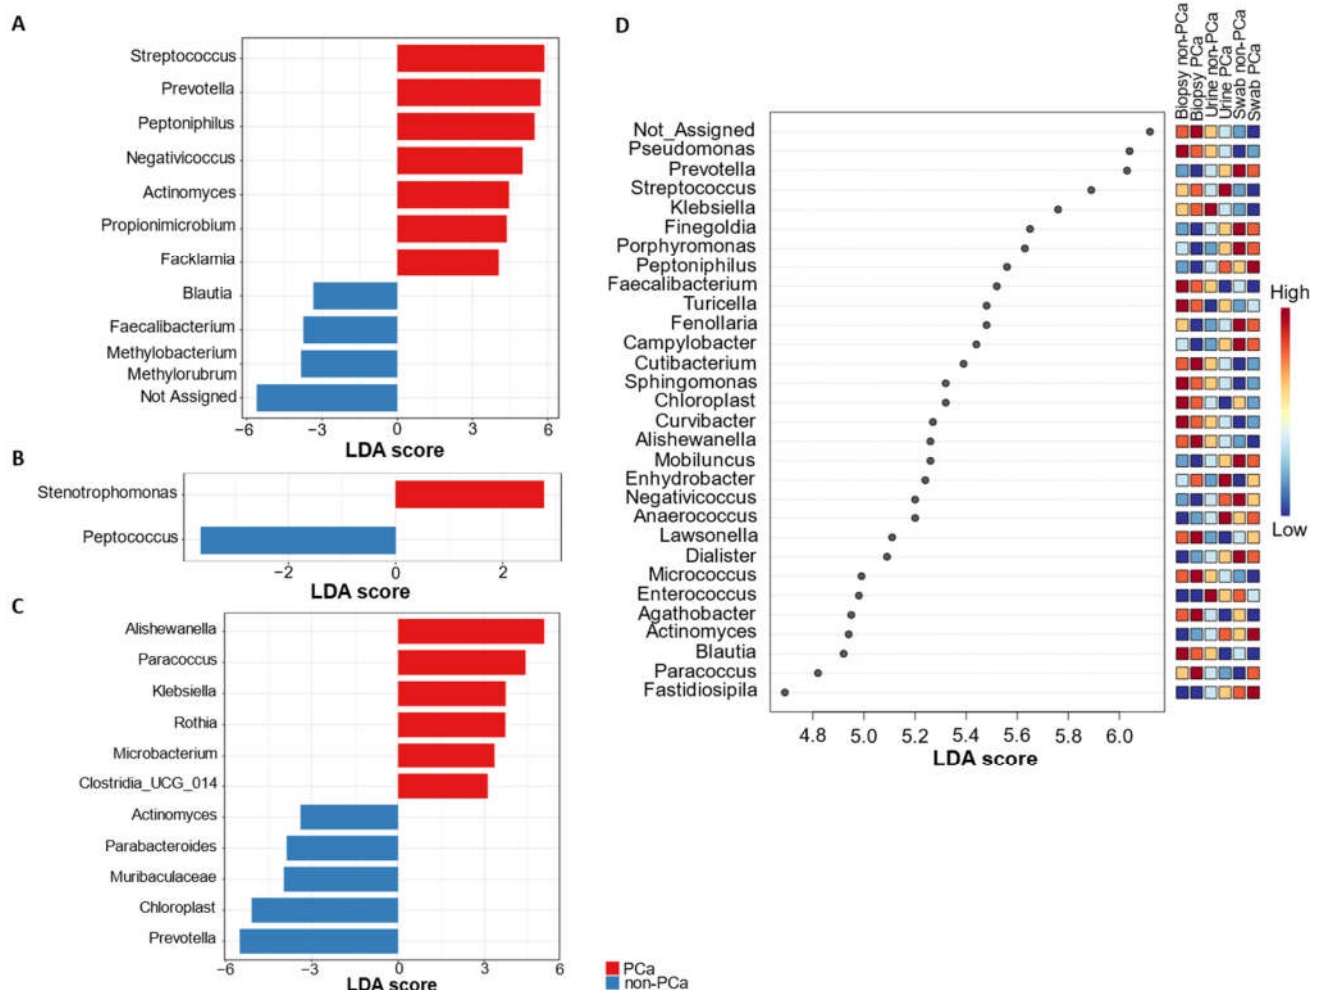 A
Streptococcus
Prevotella
Peptoniphilus
Negativicoccus
Actinomyces
Propionimicrobium
Facklamia
Blautia
Faecalibacterium
Methylobacterium
Methylorubrum
Not Assigned
−6 −3 0 3 6
LDA score
B
Stenotrophomonas
Peptococcus
−2 0 2
LDA score
C
Alishewanella
Paracoccus
Klebsiella
Rothia
Microbacterium
Clostridia_UCG_014
Actinomyces
Parabacteroides
Muribaculaceae
Chloroplast
Prevotella
−6 −3 0 3 6
LDA score
PCa
non-PCa
D
Biopsy non-PCa
Biopsy PCa
Urine non-PCa
Urine PCa
Swab non-PCa
Swab PCa
Not_Assigned
Pseudomonas
Prevotella
Streptococcus
Klebsiella
Finegoldia
Porphyromonas
Peptoniphilus
Faecalibacterium
Turicella
Fenollaria
Campylobacter
Cutibacterium
Sphingomonas
Chloroplast
Curvibacter
Alishewanella
Mobiluncus
Enhydrobacter
Negativicoccus
Anaerococcus
Lawsonella
Dialister
Micrococcus
Enterococcus
Agathobacter
Actinomyces
Blautia
Paracoccus
Fastidiosipila
4.8 5.0 5.2 5.4 5.6 5.8 6.0
LDA score
High
Low